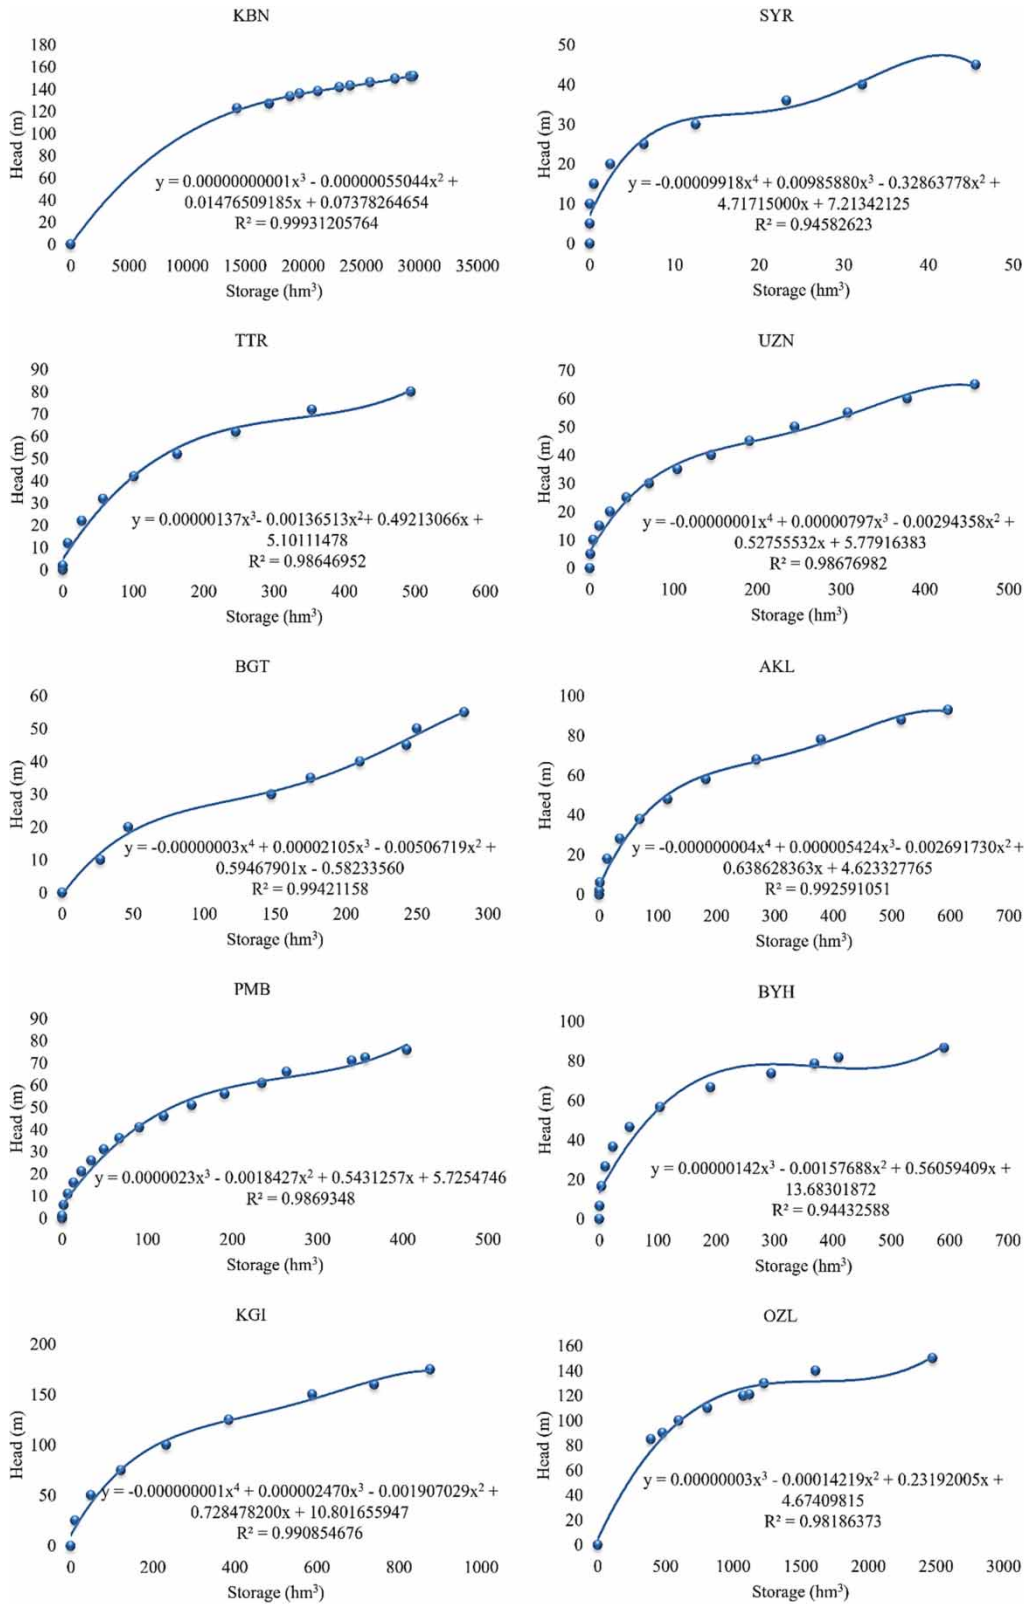 KBN
180
160
140
120
100
80
60
40
20
0
Head (m)
y = 0.00000000001x³ - 0.00000055044x² +
0.01476509185x + 0.07378264654
R² = 0.99931205764
0 5000 10000 15000 20000 25000 30000 35000
Storage (hm³)
SYR
50
40
30
20
10
0
Head (m)
y = -0.00009918x⁴ + 0.00985880x³ - 0.32863778x² +
4.71715000x + 7.21342125
R² = 0.94582623
0 10 20 30 40 50
Storage (hm³)
TTR
90
80
70
60
50
40
30
20
10
0
Head (m)
y = 0.00000137x³- 0.00136513x²+ 0.49213066x +
5.10111478
R² = 0.98646952
0 100 200 300 400 500 600
Storage (hm³)
UZN
70
60
50
40
30
20
10
0
Head (m)
y = -0.00000001x⁴ + 0.00000797x³ - 0.00294358x² +
0.52755532x + 5.77916383
R² = 0.98676982
0 100 200 300 400 500
Storage (hm³)
BGT
60
50
40
30
20
10
0
Head (m)
y = -0.00000003x⁴ + 0.00002105x³ - 0.00506719x² +
0.59467901x - 0.58233560
R² = 0.99421158
0 50 100 150 200 250 300
Storage (hm³)
AKL
100
80
60
40
20
0
Haed (m)
y = -0.000000004x⁴ + 0.000005424x³- 0.002691730x² +
0.638628363x + 4.623327765
R² = 0.992591051
0 100 200 300 400 500 600 700
Storage (hm³)
PMB
90
80
70
60
50
40
30
20
10
0
Head (m)
y = 0.0000023x³ - 0.0018427x² + 0.5431257x + 5.7254746
R² = 0.9869348
0 100 200 300 400 500
Storage (hm³)
BYH
100
80
60
40
20
0
Head (m)
y = 0.00000142x³ - 0.00157688x² + 0.56059409x +
13.68301872
R² = 0.94432588
0 100 200 300 400 500 600 700
Storage (hm³)
KGI
200
150
100
50
0
Head (m)
y = -0.000000001x⁴ + 0.000002470x³ - 0.001907029x² +
0.728478200x + 10.801655947
R² = 0.990854676
0 200 400 600 800 1000
Storage (hm³)
OZL
160
140
120
100
80
60
40
20
0
Head (m)
y = 0.00000003x³ - 0.00014219x² + 0.23192005x +
4.67409815
R² = 0.98186373
0 500 1000 1500 2000 2500 3000
Storage (hm³)